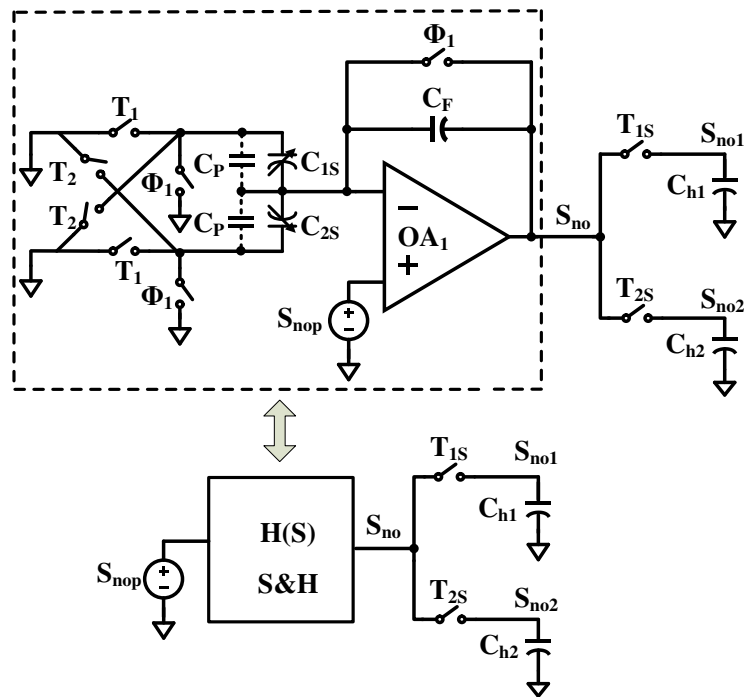 Φ1
CF
T1
T2
CP
C1S
Φ1
T2
CP
C2S
T1
Φ1
−
OA1
+
Snop
+
−
Sno
T1S
Sno1
Ch1
T2S
Sno2
Ch2
T1S
Sno1
Ch1
Snop
+
−
H(S)
S&H
Sno
T2S
Sno2
Ch2